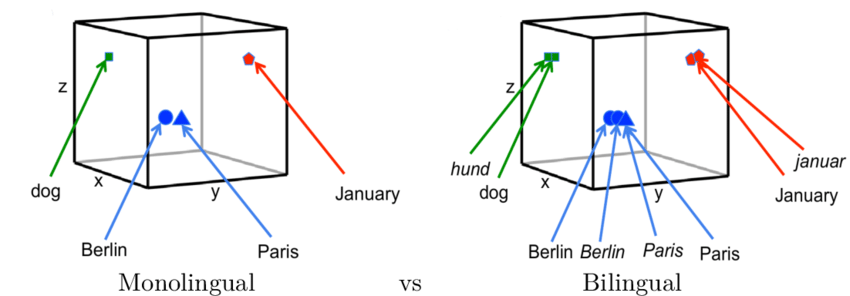 z
x
y
dog
January
Berlin
Paris
Monolingual
vs
z
x
y
hund
dog
januar
January
Berlin
Berlin
Paris
Paris
Bilingual